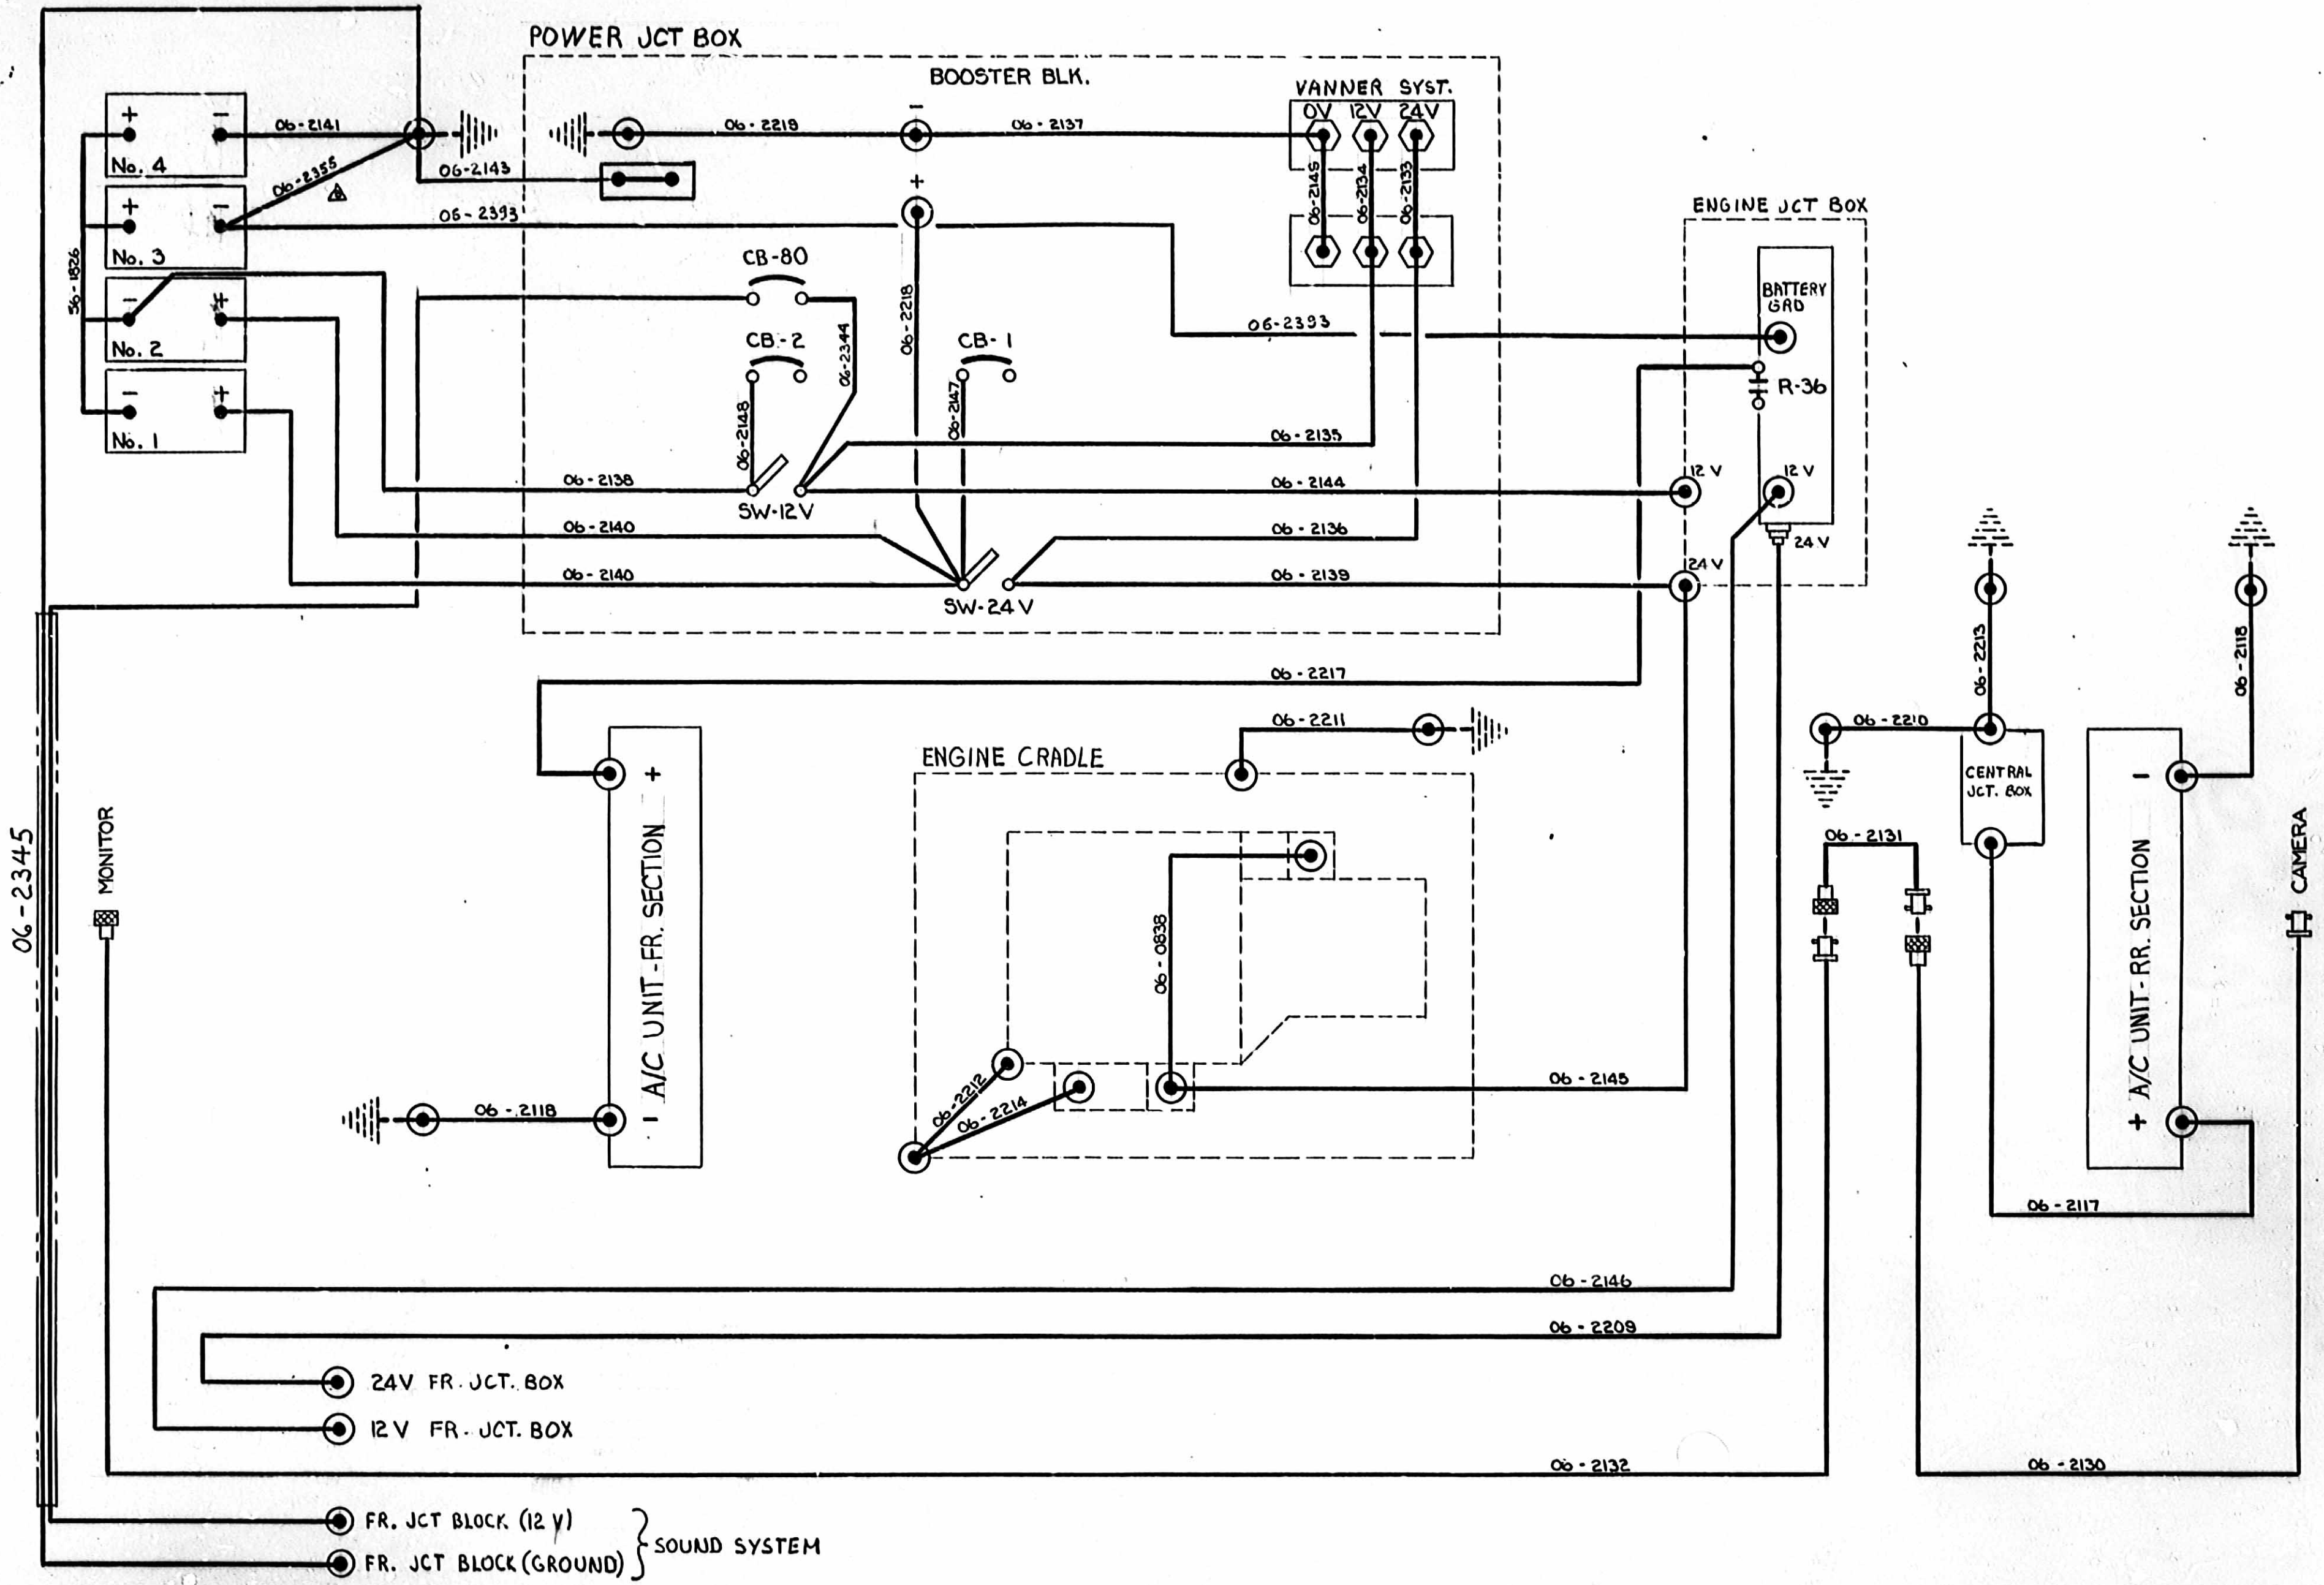 POWER JCT BOX
BOOSTER BLK.
VANNER SYST.
0V 12V 24V
+ -
No. 4
06-2141
06-2355
06-2143
06-2219
-
06-2137
+
06-2149
06-2134
06-2133
+ -
No. 3
06-2393
56-1826
- +
No. 2
- +
No. 1
CB-80
CB-2
06-2344
06-2218
CB-1
06-2148
06-2147
06-2393
ENGINE JCT BOX
BATTERY
GRD
R-36
06-2135
06-2138
SW-12V
06-2144
12 V
12 V
06-2140
06-2136
24 V
06-2140
SW-24 V
06-2139
24 V
06-2217
06-2345
MONITOR
+
A/C UNIT-FR. SECTION
-
06-2118
ENGINE CRADLE
06-2211
06-0838
06-2212
06-2214
06-2145
06-2213
06-2118
06-2210
CENTRAL
JCT. BOX
06-2131
-
A/C UNIT-RR. SECTION
+
CAMERA
06-2117
06-2146
06-2209
24V FR. JCT. BOX
12 V FR. JCT. BOX
06-2132
06-2130
FR. JCT BLOCK (12 V)
FR. JCT BLOCK (GROUND)
SOUND SYSTEM